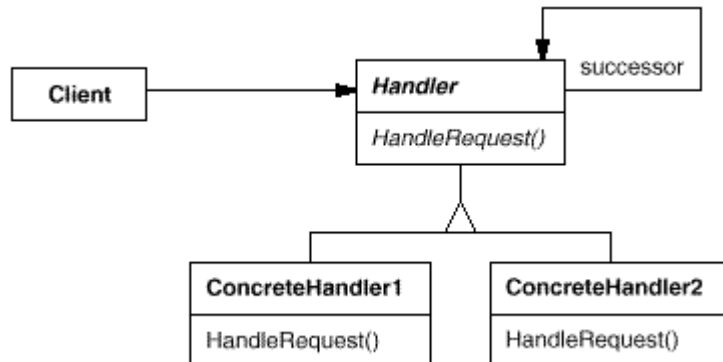 successor
Client
Handler
HandleRequest()
ConcreteHandler1
ConcreteHandler2
HandleRequest()
HandleRequest()